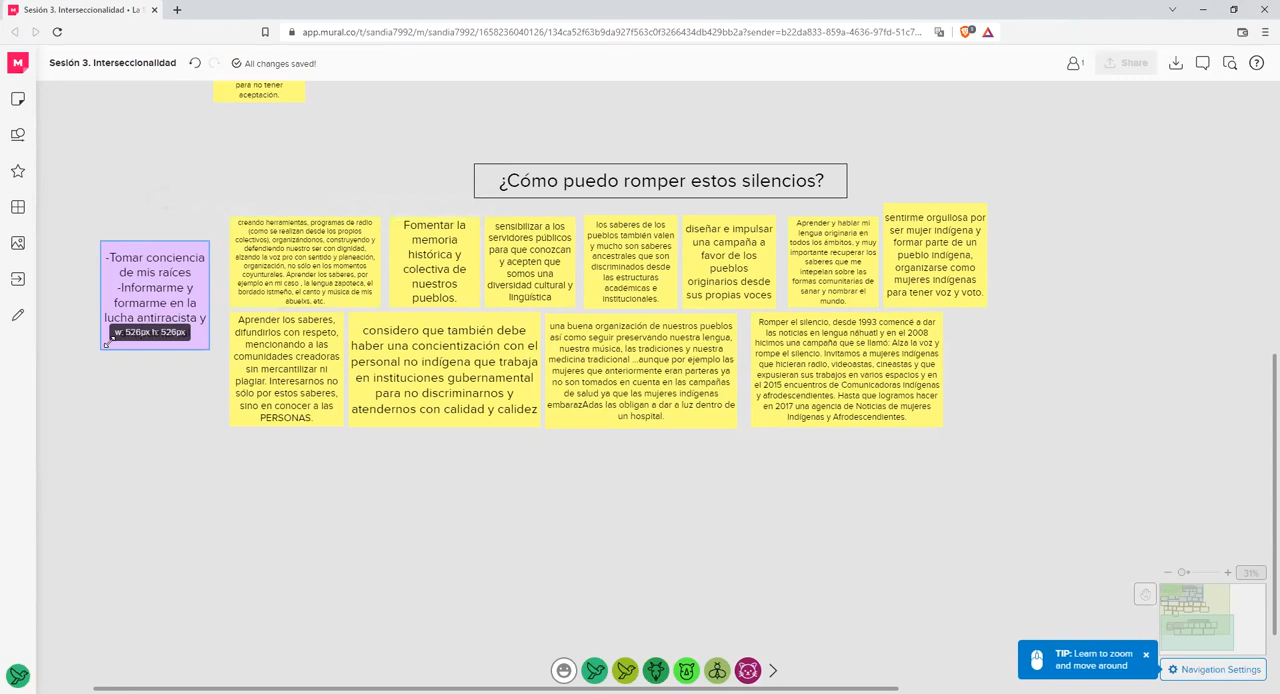 Sesión 3. Interseccionalidad • La S
app.mural.co/t/sandia7992/m/sandia7992/1658236040126/134ca52f63b9da927f563c0f3266434db429bb2a?sender=b22da833-859a-4636-97fd-51c7...
Sesión 3. Interseccionalidad
All changes saved!
1
Share
para no tener
aceptación.
¿Cómo puedo romper estos silencios?
-Tomar conciencia
de mis raíces
-Informarme y
formarme en la
lucha antirracista y
w: 526px h: 526px
creando herramientas, programas de radio
(como se realizan desde los propios
colectivos), organizándonos, construyendo y
defendiendo nuestro ser con dignidad,
alzando la voz pro con sentido y planeación,
organización, no sólo en los momentos
coyunturales. Aprender los saberes, por
ejemplo en mi caso , la lengua zapoteca, el
bordado istmeño, el canto y música de mis
abuelxs, etc.
Fomentar la
memoria
histórica y
colectiva de
nuestros
pueblos.
sensibilizar a los
servidores públicos
para que conozcan
y acepten que
somos una
diversidad cultural y
lingüística
los saberes de los
pueblos también valen
y mucho son saberes
ancestrales que son
discriminados desde
las estructuras
académicas e
institucionales.
diseñar e impulsar
una campaña a
favor de los
pueblos
originarios desde
sus propias voces
Aprender y hablar mi
lengua originaria en
todos los ámbitos, y muy
importante recuperar los
saberes que me
intepelan sobre las
formas comunitarias de
sanar y nombrar el
mundo.
sentirme orgullosa por
ser mujer indígena y
formar parte de un
pueblo indígena,
organizarse como
mujeres indígenas
para tener voz y voto.
Aprender los saberes,
difundirlos con respeto,
mencionando a las
comunidades creadoras
sin mercantilizar ni
plagiar. Interesarnos no
sólo por estos saberes,
sino en conocer a las
PERSONAS.
considero que también debe
haber una concientización con el
personal no indígena que trabaja
en instituciones gubernamental
para no discriminarnos y
atendernos con calidad y calidez
una buena organización de nuestros pueblos
así como seguir preservando nuestra lengua,
nuestra música, las tradiciones y nuestra
medicina tradicional ...aunque por ejemplo las
mujeres que anteriormente eran parteras ya
no son tomados en cuenta en las campañas
de salud ya que las mujeres indígenas
embarazAdas las obligan a dar a luz dentro de
un hospital.
Romper el silencio, desde 1993 comencé a dar
las noticias en lengua náhuatl y en el 2008
hicimos una campaña que se llamó: Alza la voz y
rompe el silencio. Invitamos a mujeres indígenas
que hicieran radio, videoastas, cineastas y que
expusieran sus trabajos en varios espacios y en
el 2015 encuentros de Comunicadoras Indígenas
y afrodescendientes. Hasta que logramos hacer
en 2017 una agencia de Noticias de mujeres
Indígenas y Afrodescendientes.
31%
TIP: Learn to zoom
and move around
Navigation Settings